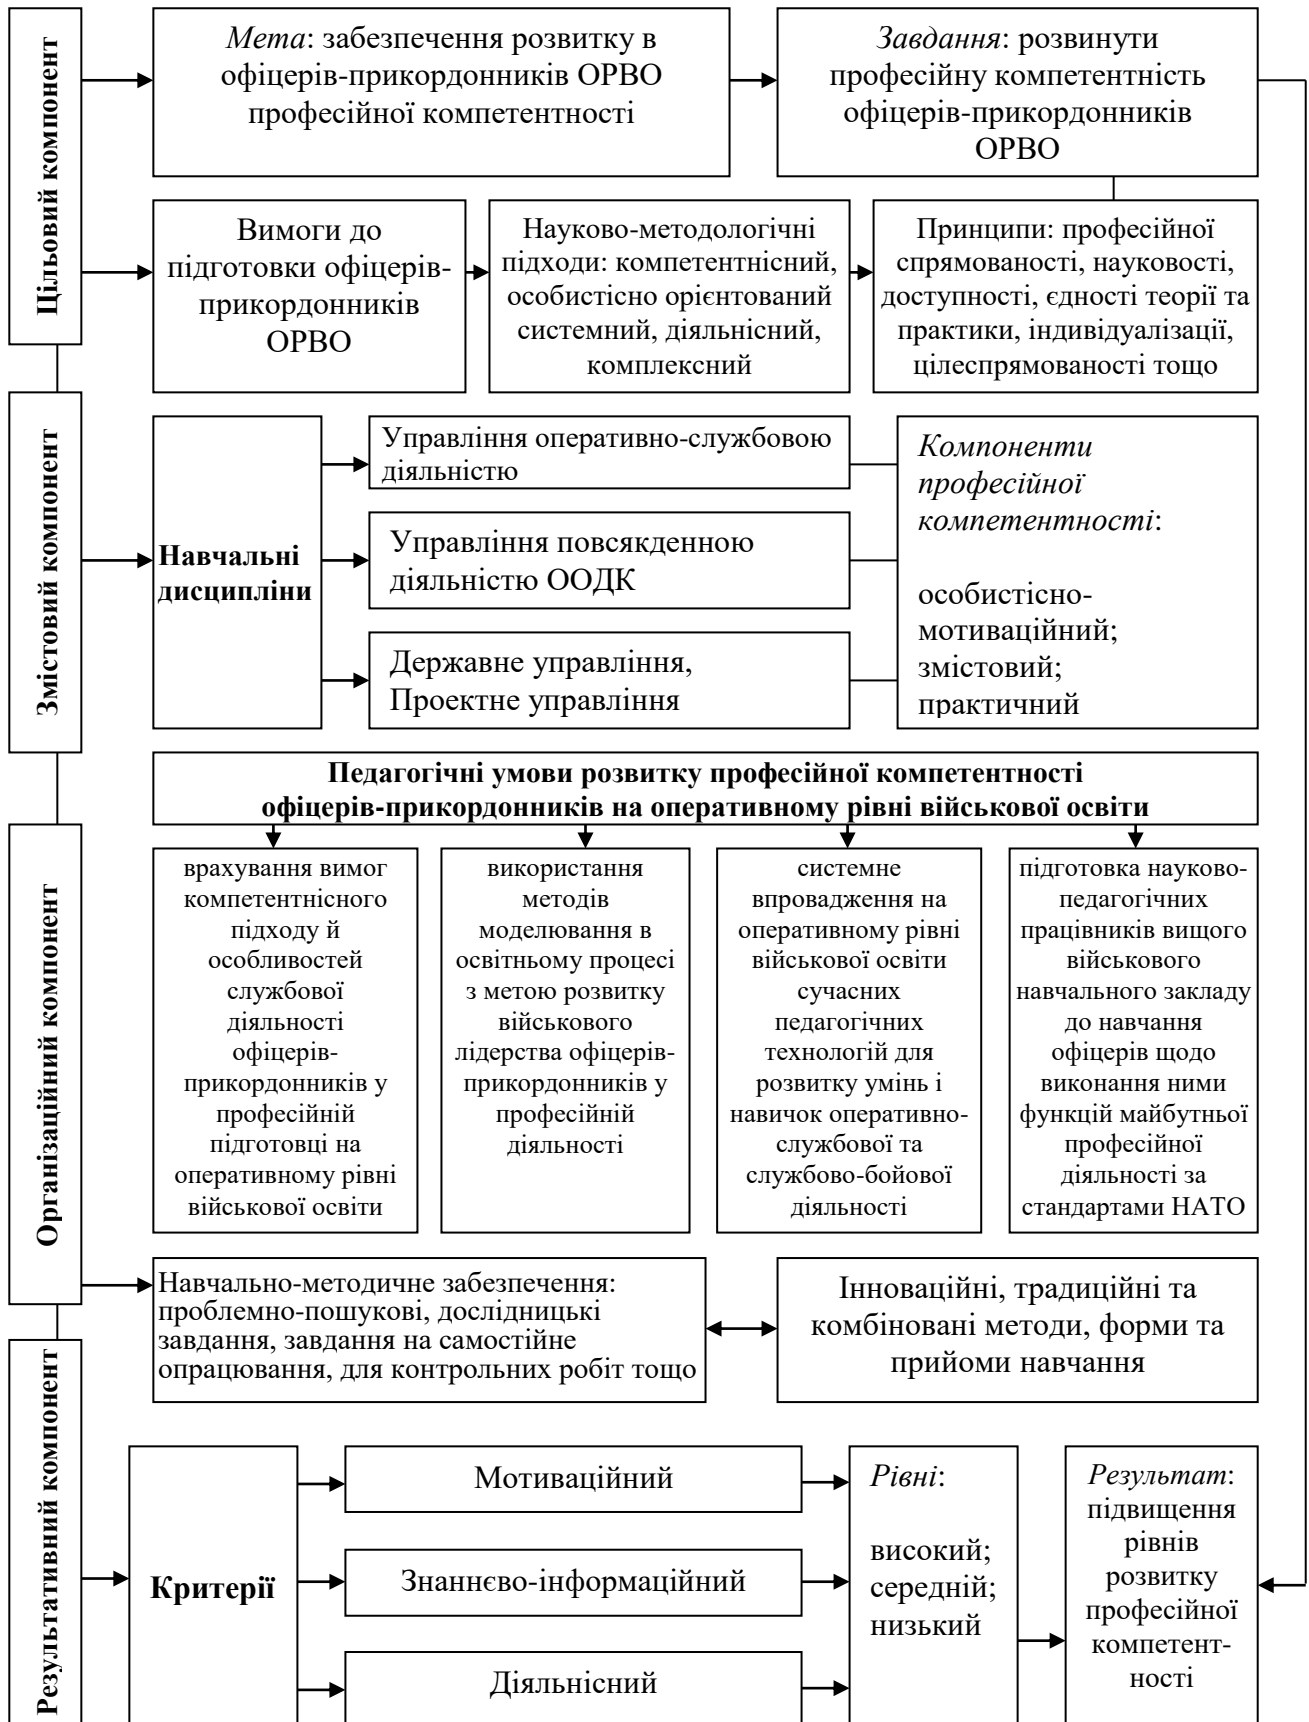 Цільовий компонент
Мета: забезпечення розвитку в
офіцерів-прикордонників ОРВО
професійної компетентності
Завдання: розвинути
професійну компетентність
офіцерів-прикордонників
ОРВО
Вимоги до
підготовки офіцерів-
прикордонників
ОРВО
Науково-методологічні
підходи: компетентнісний,
особистісно орієнтований
системний, діяльнісний,
комплексний
Принципи: професійної
спрямованості, науковості,
доступності, єдності теорії та
практики, індивідуалізації,
цілеспрямованості тощо
Змістовий компонент
Навчальні
дисципліни
Управління оперативно-службовою
діяльністю
Управління повсякденною
діяльністю ООДК
Державне управління,
Проектне управління
Компоненти
професійної
компетентності:
особистісно-
мотиваційний;
змістовий;
практичний
Організаційний компонент
Педагогічні умови розвитку професійної компетентності
офіцерів-прикордонників на оперативному рівні військової освіти
врахування вимог
компетентнісного
підходу й
особливостей
службової
діяльності
офіцерів-
прикордонників у
професійній
підготовці на
оперативному рівні
військової освіти
використання
методів
моделювання в
освітньому процесі
з метою розвитку
військового
лідерства офіцерів-
прикордонників у
професійній
діяльності
системне
впровадження на
оперативному рівні
військової освіти
сучасних
педагогічних
технологій для
розвитку умінь і
навичок оперативно-
службової та
службово-бойової
діяльності
підготовка науково-
педагогічних
працівників вищого
військового
навчального закладу
до навчання
офіцерів щодо
виконання ними
функцій майбутньої
професійної
діяльності за
стандартами НАТО
Навчально-методичне забезпечення:
проблемно-пошукові, дослідницькі
завдання, завдання на самостійне
опрацювання, для контрольних робіт тощо
Інноваційні, традиційні та
комбіновані методи, форми та
прийоми навчання
Результативний компонент
Критерії
Мотиваційний
Знаннєво-інформаційний
Діяльнісний
Рівні:
високий;
середній;
низький
Результат:
підвищення
рівнів
розвитку
професійної
компетент-
ності